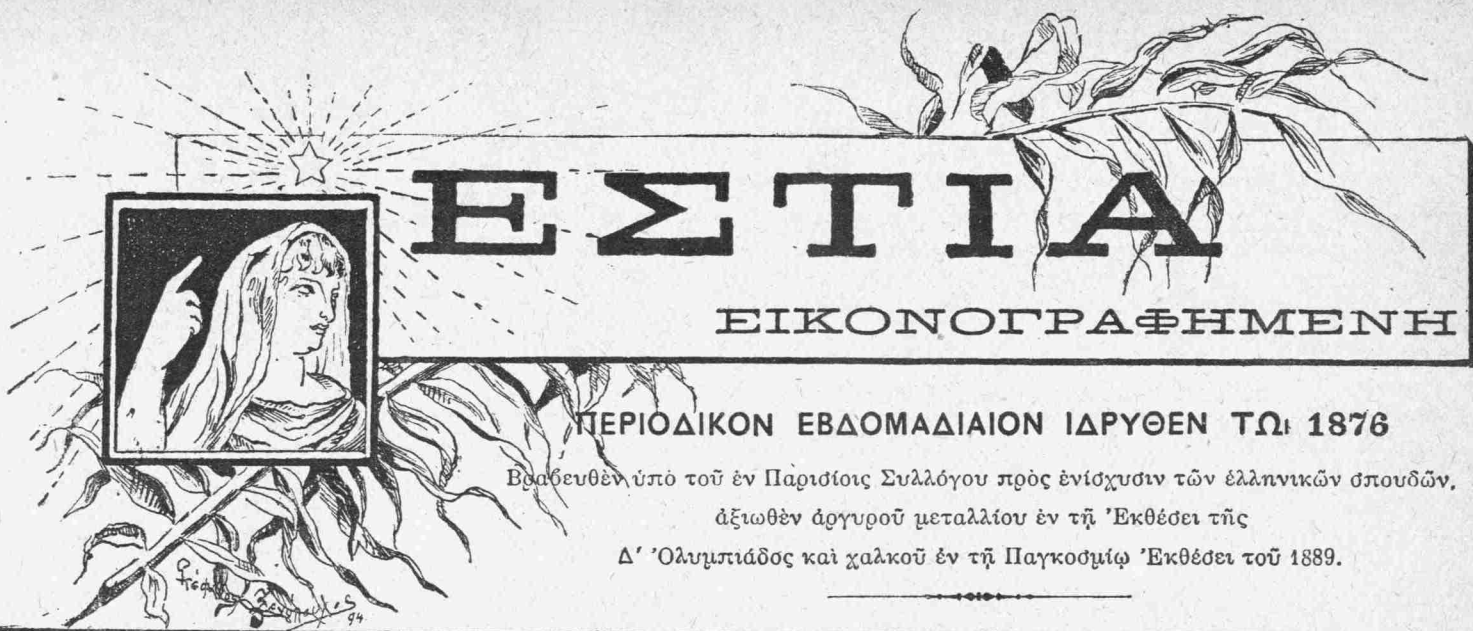 ΕΣΤΙΑ
ΕΙΚΟΝΟΓΡΑΦΗΜΕΝΗ
ΠΕΡΙΟΔΙΚΟΝ ΕΒΔΟΜΑΔΙΑΙΟΝ ΙΔΡΥΘΕΝ ΤΩι 1876
Βραβευθὲν ὑπὸ τοῦ ἐν Παρισίοις Συλλόγου πρὸς ἐνίσχυσιν τῶν ἑλληνικῶν σπουδῶν,
ἀξιωθὲν ἀργυροῦ μεταλλίου ἐν τῇ Ἐκθέσει τῆς
Δ′ Ὀλυμπιάδος καὶ χαλκοῦ ἐν τῇ Παγκοσμίῳ Ἐκθέσει τοῦ 1889.
94